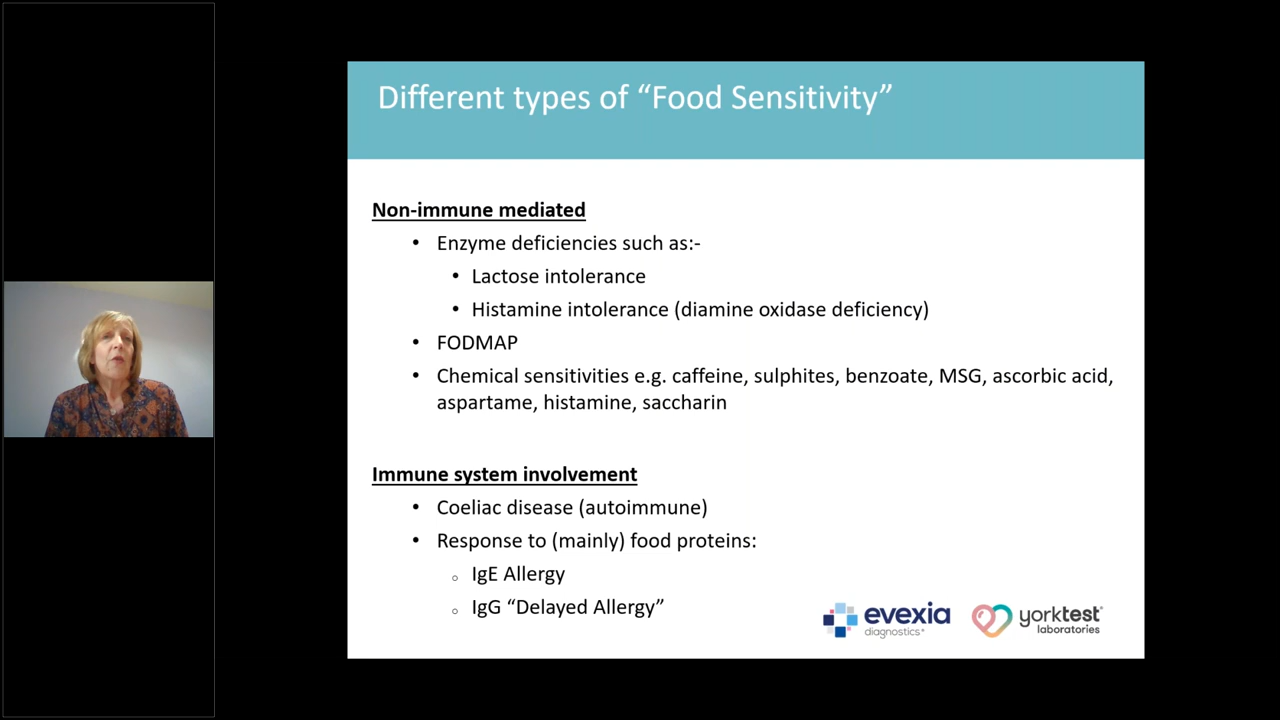 Different types of “Food Sensitivity”
Non-immune mediated
• Enzyme deficiencies such as:-
• Lactose intolerance
• Histamine intolerance (diamine oxidase deficiency)
• FODMAP
• Chemical sensitivities e.g. caffeine, sulphites, benzoate, MSG, ascorbic acid,
aspartame, histamine, saccharin
Immune system involvement
• Coeliac disease (autoimmune)
• Response to (mainly) food proteins:
○ IgE Allergy
○ IgG “Delayed Allergy”
evexia
diagnostics
yorktest
laboratories